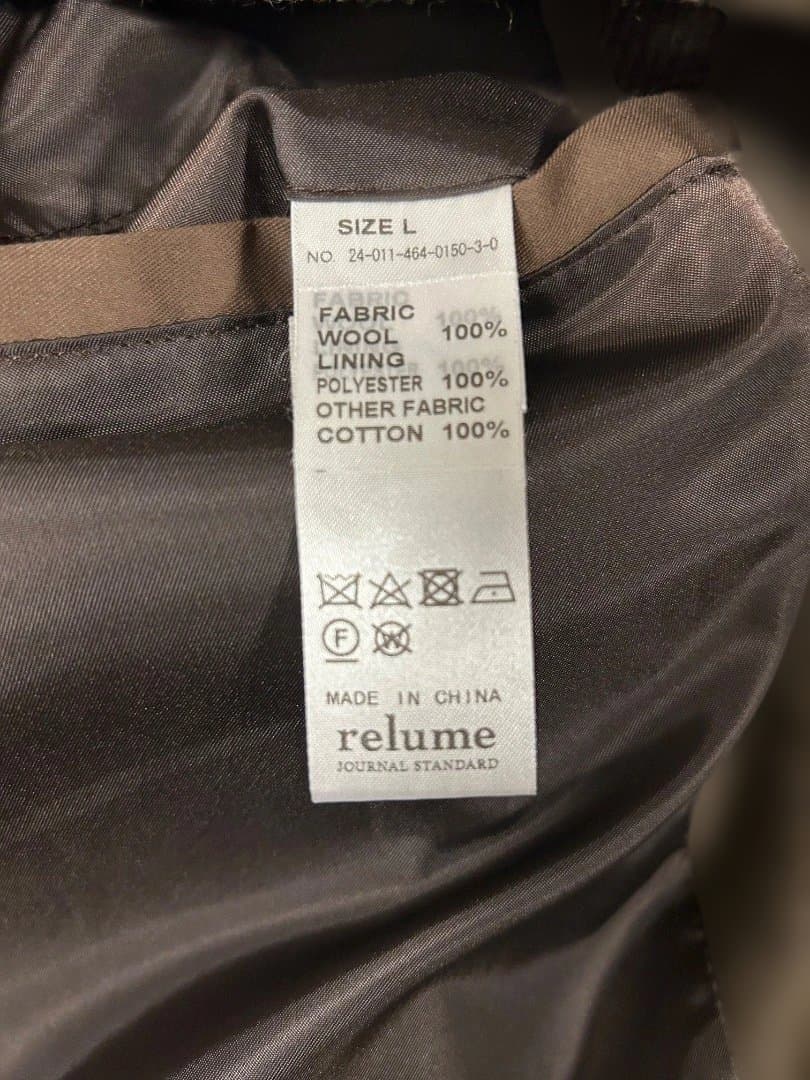 SIZE L
NO. 24-011-464-0150-3-0
FABRIC
WOOL 100%
LINING
POLYESTER 100%
OTHER FABRIC
COTTON 100%
F
W
MADE IN CHINA
relume
JOURNAL STANDARD